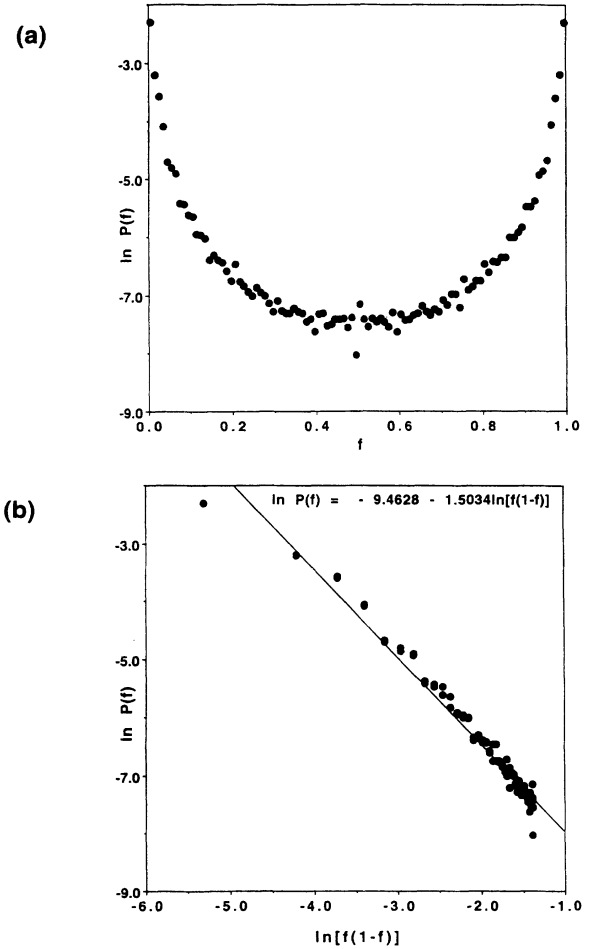 (a)
-3.0
-5.0
-7.0
-9.0
ln P(f)
0.0 0.2 0.4 0.6 0.8 1.0
f
(b)
ln P(f) = - 9.4628 - 1.5034ln[f(1-f)]
-3.0
-5.0
-7.0
-9.0
ln P(f)
-6.0 -5.0 -4.0 -3.0 -2.0 -1.0
ln[f(1-f)]